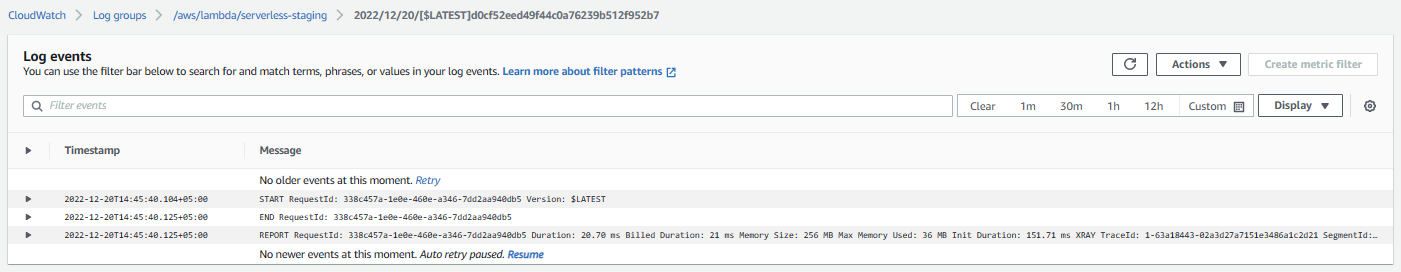 CloudWatch > Log groups > /aws/lambda/serverless-staging > 2022/12/20/[$LATEST]d0cf52eed49f44c0a76239b512f952b7
Log events
You can use the filter bar below to search for and match terms, phrases, or values in your log events. Learn more about filter patterns
Actions
Create metric filter
Filter events
Clear 1m 30m 1h 12h Custom Display
Timestamp Message
No older events at this moment. Retry
2022-12-20T14:45:40.104+05:00 START RequestId: 338c457a-1e0e-460e-a346-7dd2aa940db5 Version: $LATEST
2022-12-20T14:45:40.125+05:00 END RequestId: 338c457a-1e0e-460e-a346-7dd2aa940db5
2022-12-20T14:45:40.125+05:00 REPORT RequestId: 338c457a-1e0e-460e-a346-7dd2aa940db5 Duration: 20.70 ms Billed Duration: 21 ms Memory Size: 256 MB Max Memory Used: 36 MB Init Duration: 151.71 ms XRAY TraceId: 1-63a18443-02a3d27a7151e3486a1c2d21 SegmentId:…
No newer events at this moment. Auto retry paused. Resume